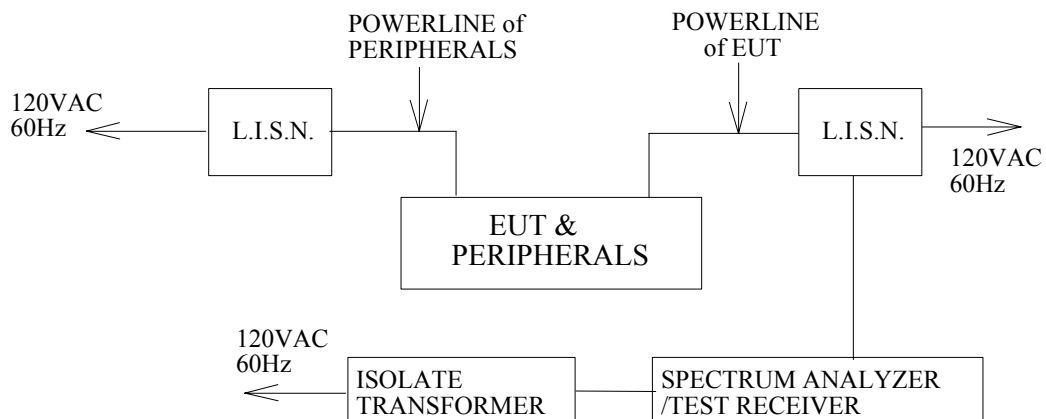 POWERLINE of
PERIPHERALS
POWERLINE
of EUT
120VAC
60Hz
L.I.S.N.
L.I.S.N.
120VAC
60Hz
EUT &
PERIPHERALS
120VAC
60Hz
ISOLATE
TRANSFORMER
SPECTRUM ANALYZER
/TEST RECEIVER